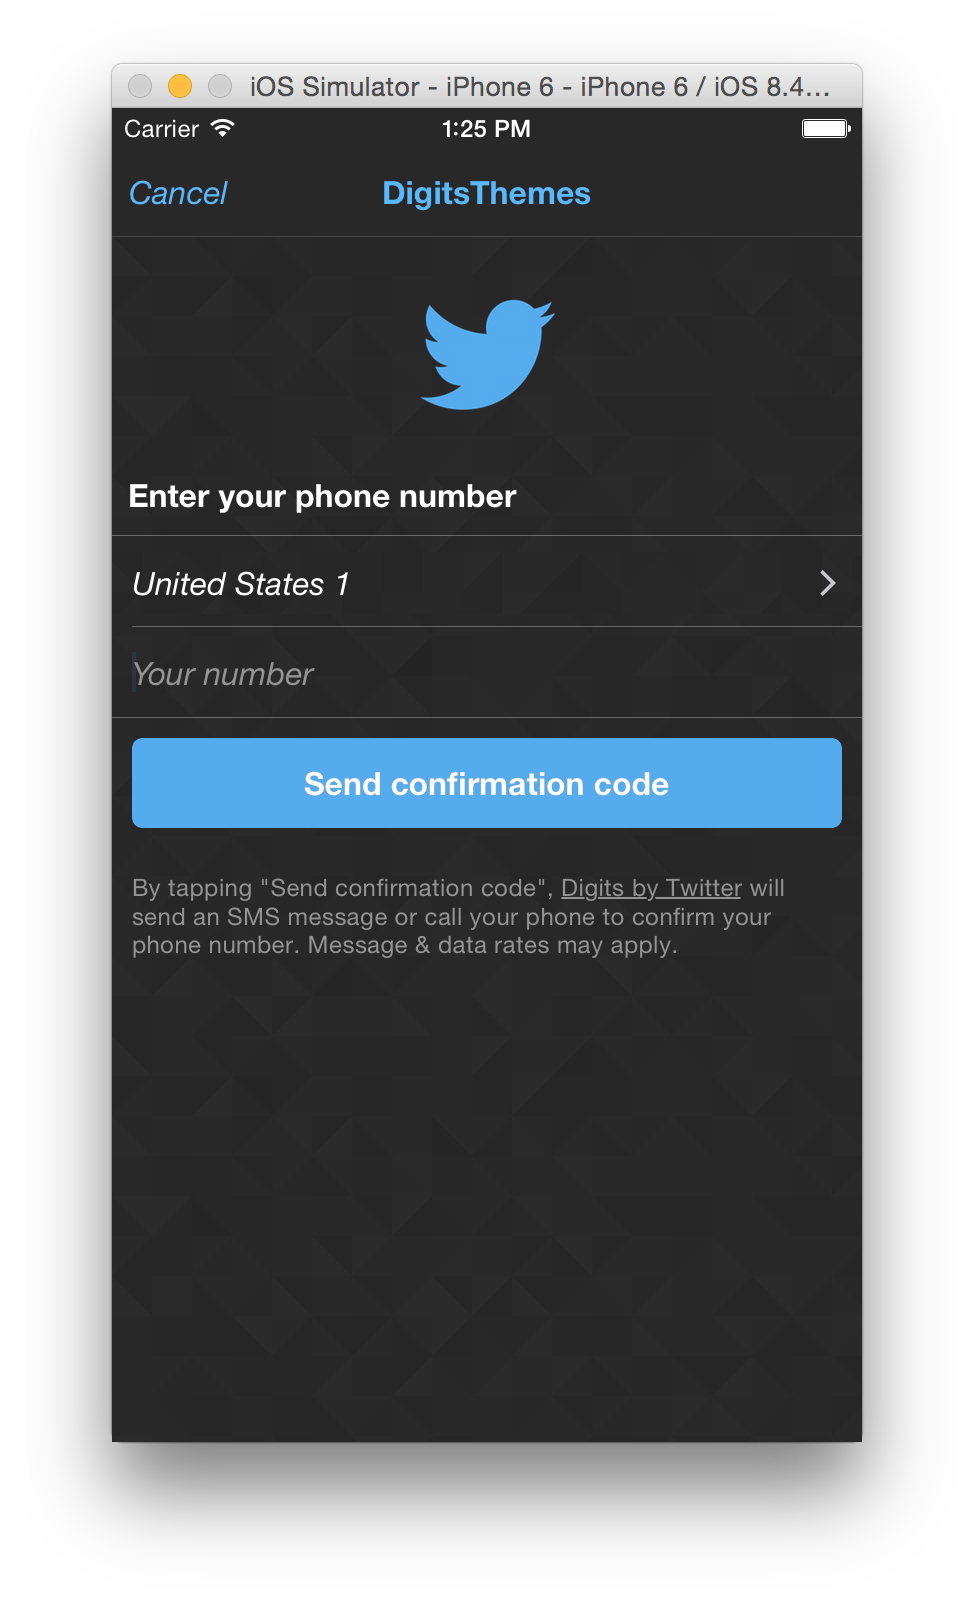 iOS Simulator - iPhone 6 - iPhone 6 / iOS 8.4...
Carrier 1:25 PM
Cancel DigitsThemes
Enter your phone number
United States 1
Your number
Send confirmation code
By tapping "Send confirmation code", Digits by Twitter will
send an SMS message or call your phone to confirm your
phone number. Message & data rates may apply.